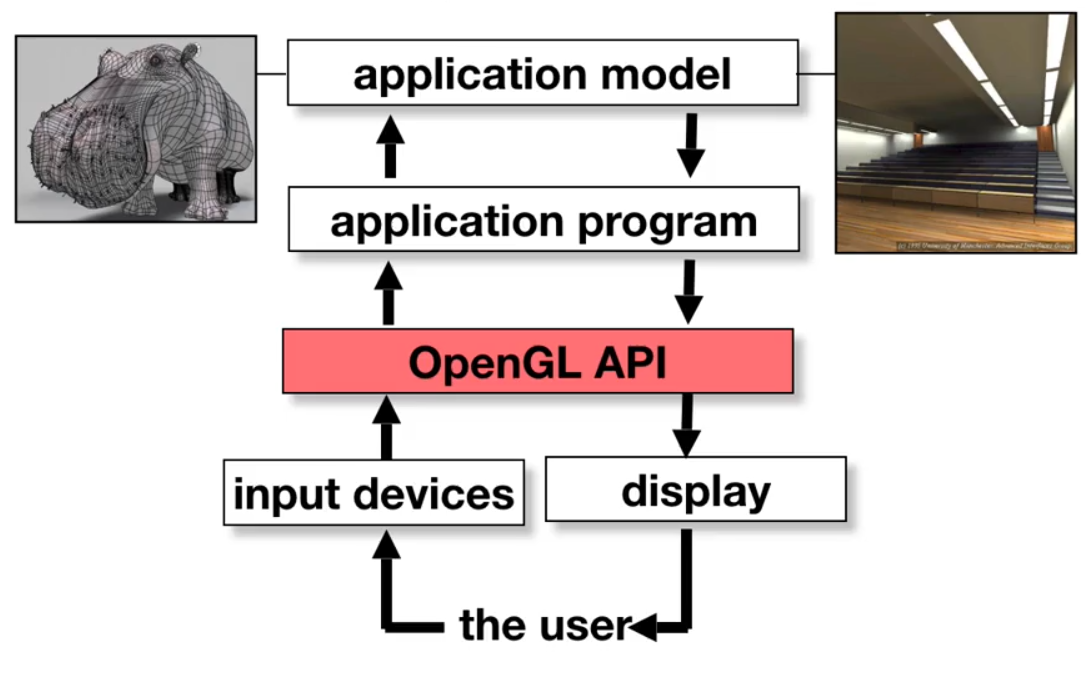 application model
application program
OpenGL API
input devices
display
the user
(c) 1995 University of Manchester, Advanced Interfaces Group